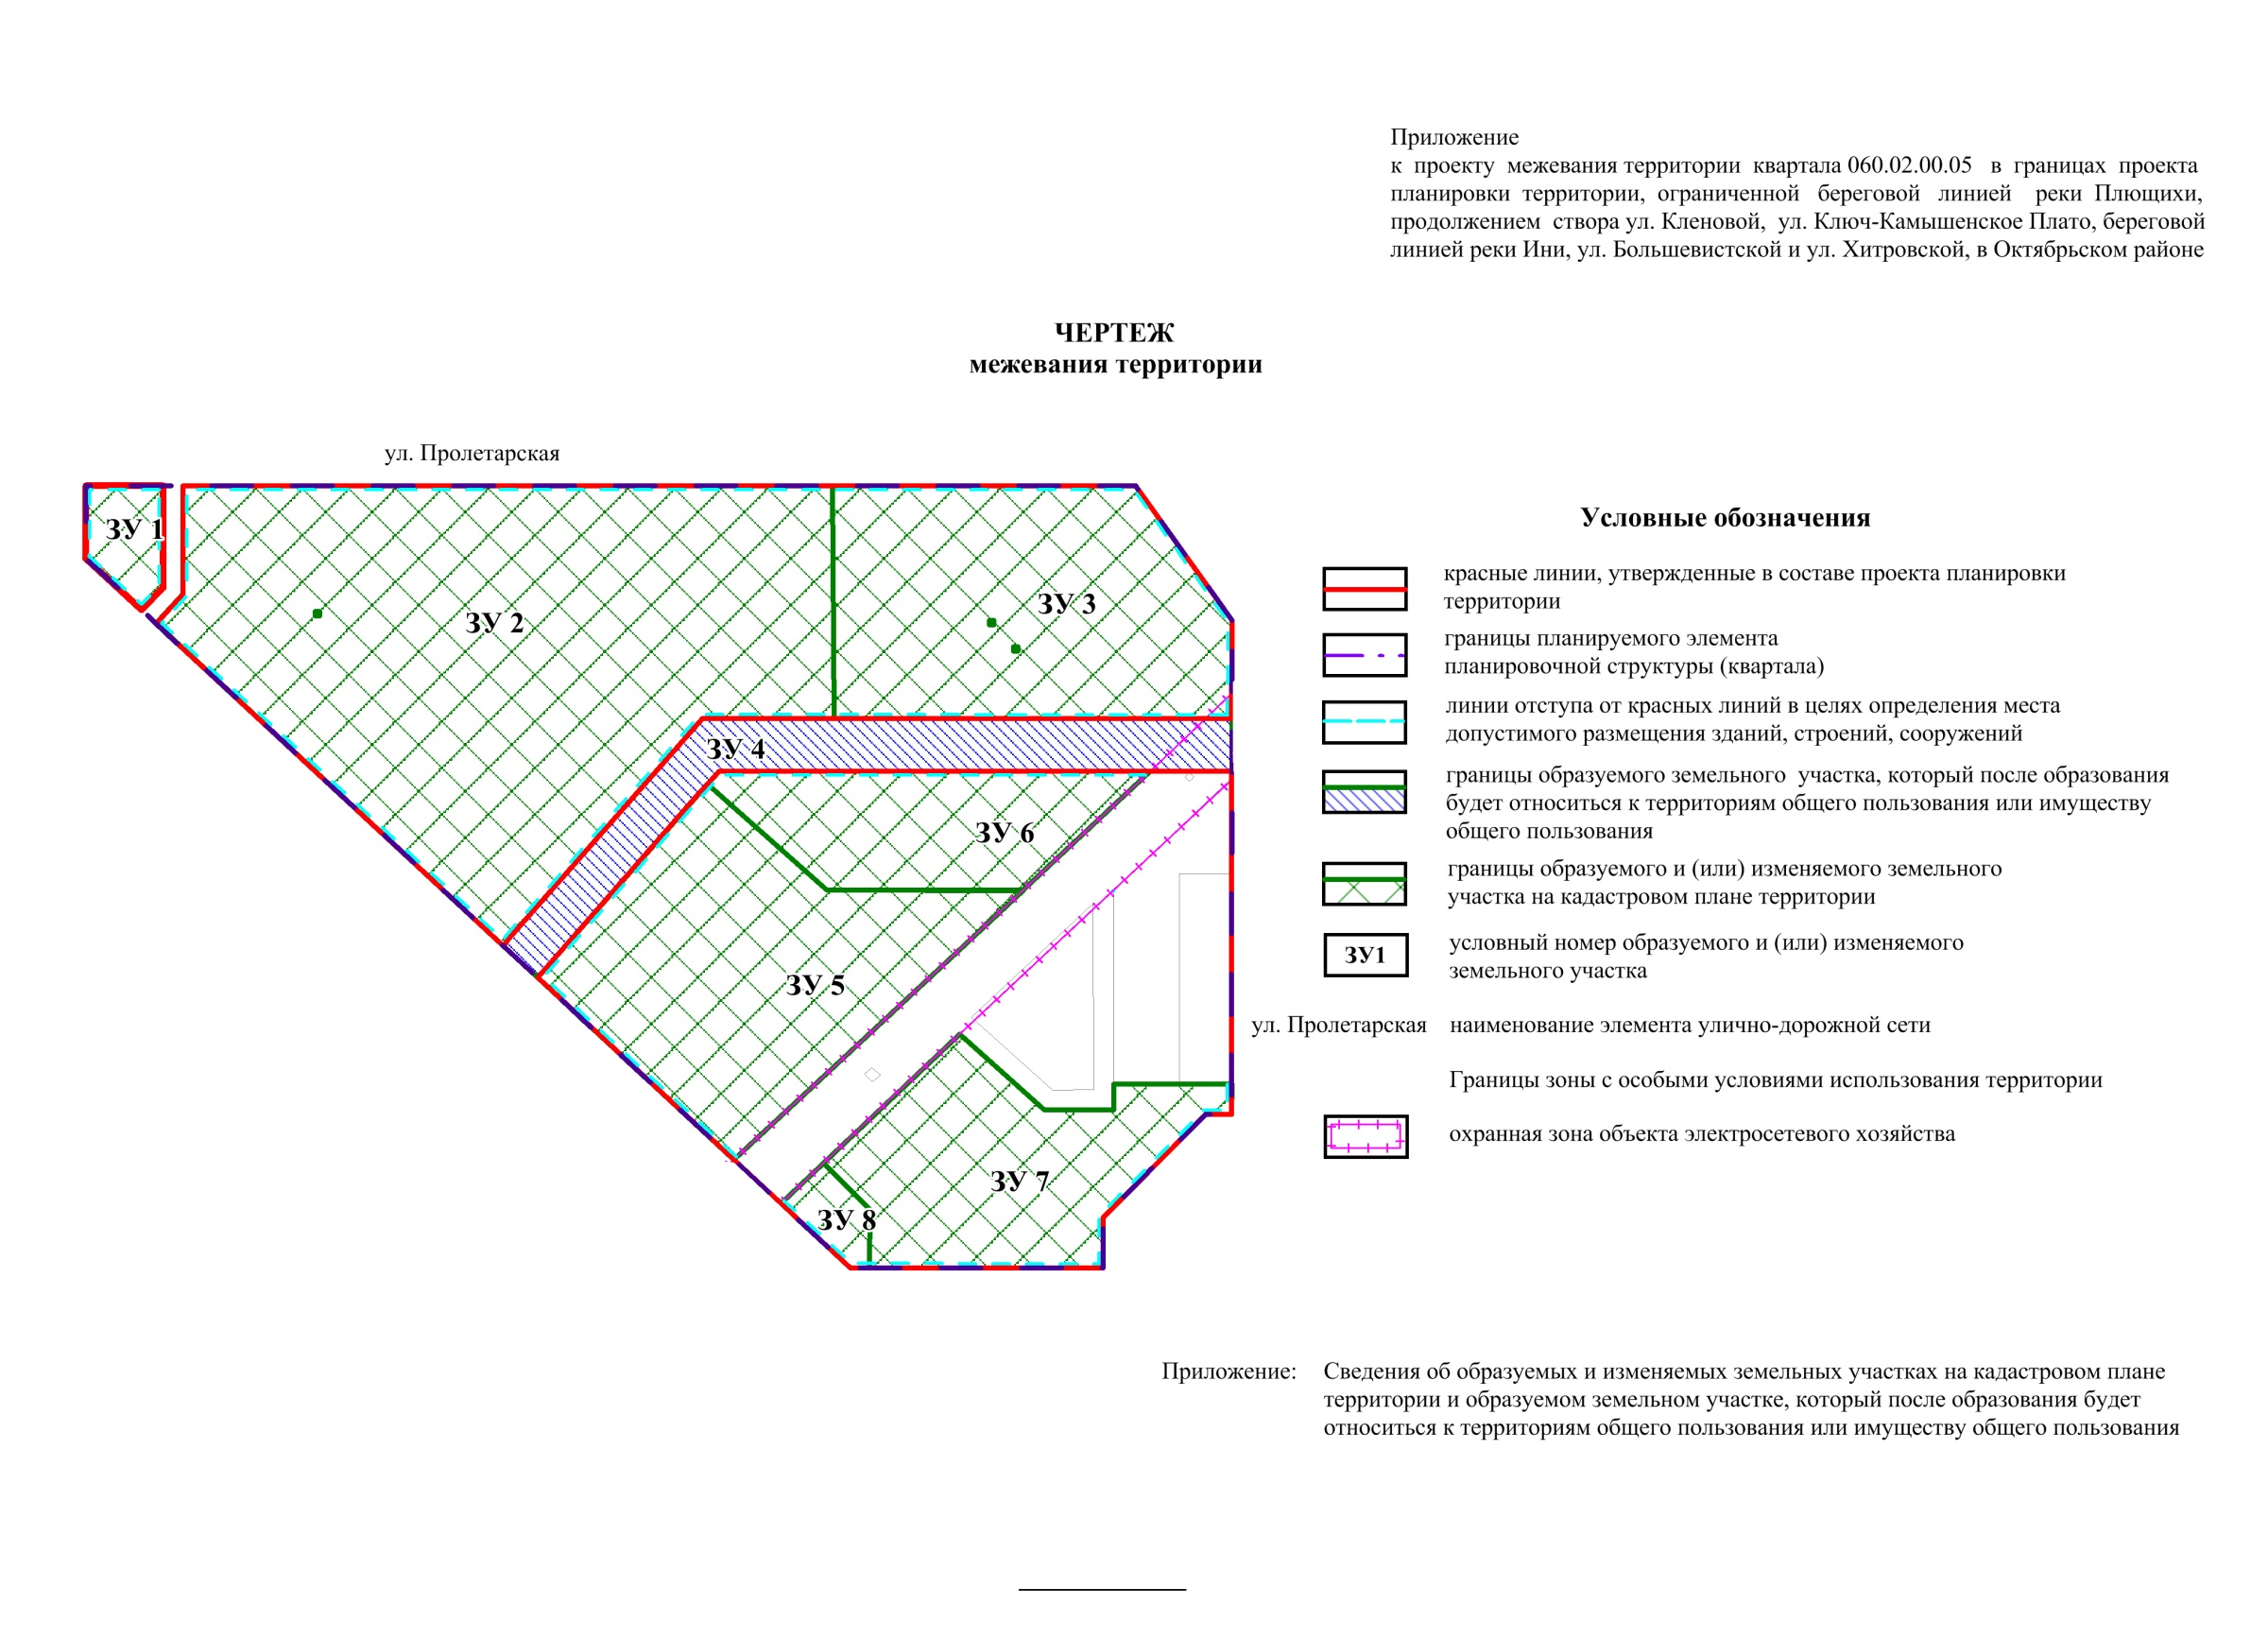 Приложение
к проекту межевания территории квартала 060.02.00.05 в границах проекта
планировки территории, ограниченной береговой линией реки Плющихи,
продолжением створа ул. Кленовой, ул. Ключ-Камышенское Плато, береговой
линией реки Ини, ул. Большевистской и ул. Хитровской, в Октябрьском районе
ЧЕРТЕЖ
межевания территории
ул. Пролетарская
ЗУ 1
ЗУ 2
ЗУ 3
ЗУ 4
ЗУ 6
ЗУ 5
ЗУ 7
ЗУ 8
Условные обозначения
красные линии, утвержденные в составе проекта планировки
территории
границы планируемого элемента
планировочной структуры (квартала)
линии отступа от красных линий в целях определения места
допустимого размещения зданий, строений, сооружений
границы образуемого земельного участка, который после образования
будет относиться к территориям общего пользования или имуществу
общего пользования
границы образуемого и (или) изменяемого земельного
участка на кадастровом плане территории
ЗУ1
условный номер образуемого и (или) изменяемого
земельного участка
ул. Пролетарская наименование элемента улично-дорожной сети
Границы зоны с особыми условиями использования территории
охранная зона объекта электросетевого хозяйства
Приложение: Сведения об образуемых и изменяемых земельных участках на кадастровом плане
территории и образуемом земельном участке, который после образования будет
относиться к территориям общего пользования или имуществу общего пользования